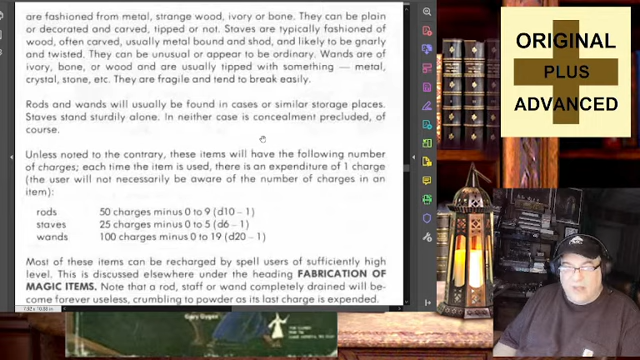 are fashioned from metal, strange wood, ivory or bone. They can be plain
or decorated and carved, tipped or not. Staves are typically fashioned of
wood, often carved, usually metal bound and shod, and likely to be gnarly
and twisted. They can be unusual or appear to be ordinary. Wands are of
ivory, bone, or wood and are usually tipped with something — metal,
crystal, stone, etc. They are fragile and tend to break easily.
Rods and wands will usually be found in cases or similar storage places.
Staves stand sturdily alone. In neither case is concealment precluded, of
course.
Unless noted to the contrary, these items will have the following number
of charges; each time the item is used, there is an expenditure of 1 charge
(the user will not necessarily be aware of the number of charges in an
item):
rods 50 charges minus 0 to 9 (d10 – 1)
staves 25 charges minus 0 to 5 (d6 – 1)
wands 100 charges minus 0 to 19 (d20 – 1)
Most of these items can be recharged by spell users of sufficiently high
level. This is discussed elsewhere under the heading FABRICATION OF
MAGIC ITEMS. Note that a rod, staff or wand completely drained will be-
come forever useless, crumbling to powder as its last charge is expended.
ORIGINAL
PLUS
ADVANCED